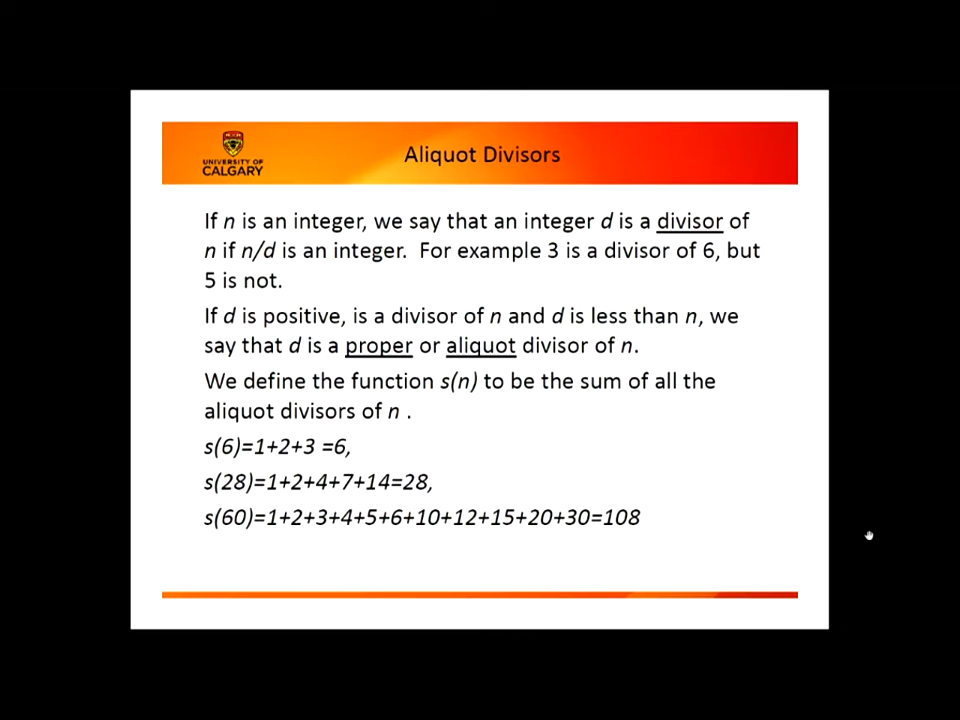 UNIVERSITY OF
CALGARY
Aliquot Divisors
If n is an integer, we say that an integer d is a divisor of
n if n/d is an integer. For example 3 is a divisor of 6, but
5 is not.
If d is positive, is a divisor of n and d is less than n, we
say that d is a proper or aliquot divisor of n.
We define the function s(n) to be the sum of all the
aliquot divisors of n .
s(6)=1+2+3 =6,
s(28)=1+2+4+7+14=28,
s(60)=1+2+3+4+5+6+10+12+15+20+30=108